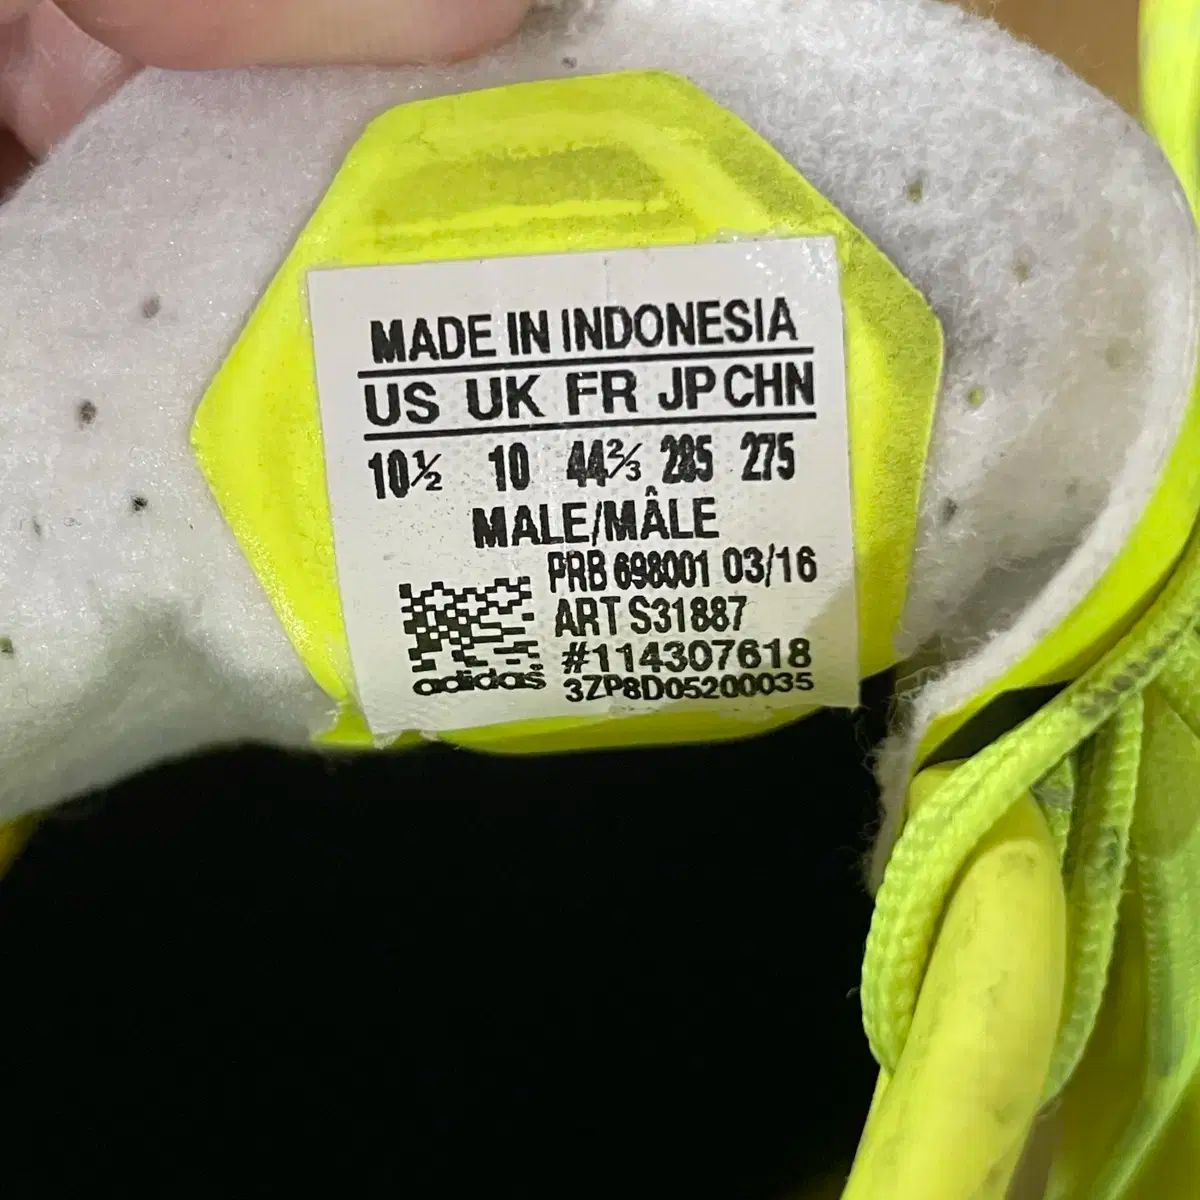 MADE IN INDONESIA
US UK FR JP CHN
10½ 10 44⅔ 285 275
MALE/MÂLE
PRB 698001 03/16
ART S31887
#114307618
adidas 3ZP8D05200035